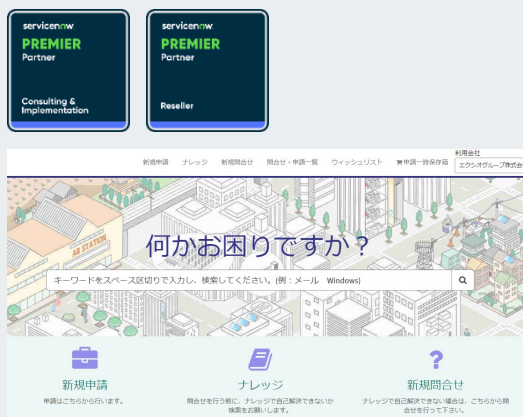 servicenow
PREMIER
Partner
Consulting &
Implementation
servicenow
PREMIER
Partner
Reseller
利用会社
新規申請 ナレッジ 新規問合せ 問合せ・申請一覧 ウィッシュリスト 申請一時保存箱 エクシオグループ株式会
AB STATION
何かお困りですか？
キーワードをスペース区切りで入力し、検索してください。(例：メール Windows)
新規申請
申請はこちらから行います。
ナレッジ
問合せを行う前に、ナレッジで自己解決できないか
検索をお願いします。
新規問合せ
ナレッジで自己解決できない場合は、こちらから問
合せを行って下さい。